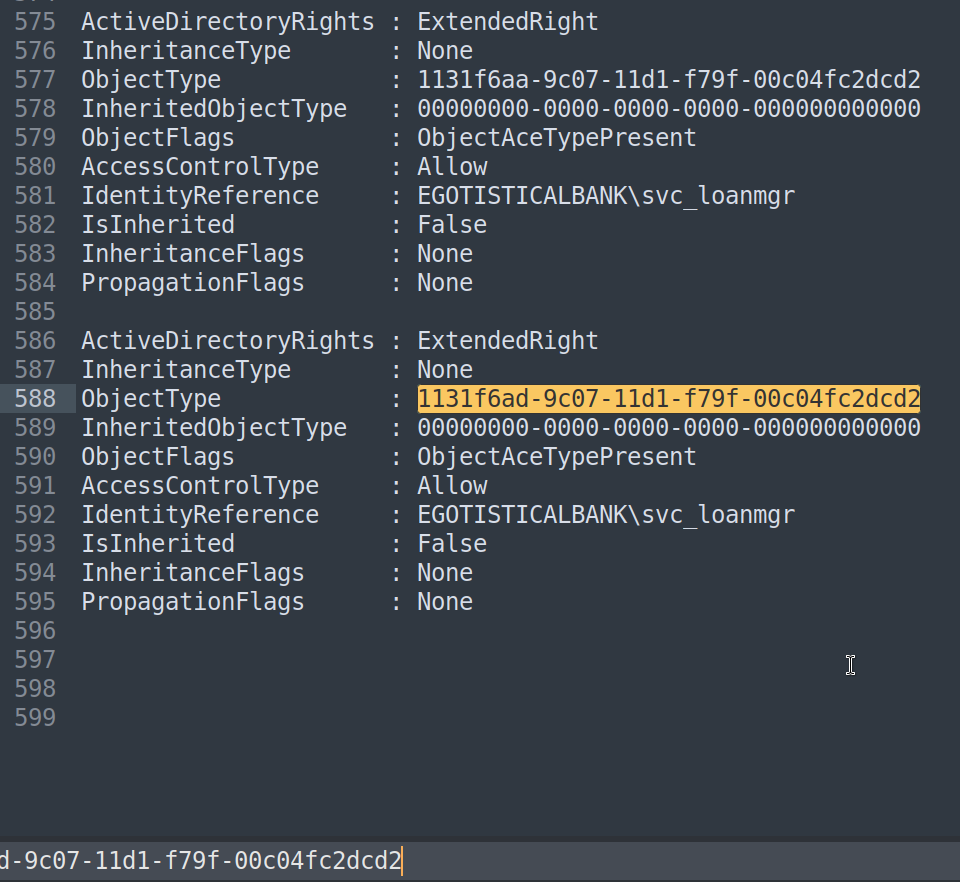 575 ActiveDirectoryRights : ExtendedRight
576 InheritanceType       : None
577 ObjectType            : 1131f6aa-9c07-11d1-f79f-00c04fc2dcd2
578 InheritedObjectType   : 00000000-0000-0000-0000-000000000000
579 ObjectFlags           : ObjectAceTypePresent
580 AccessControlType     : Allow
581 IdentityReference     : EGOTISTICALBANK\svc_loanmgr
582 IsInherited           : False
583 InheritanceFlags      : None
584 PropagationFlags      : None
585
586 ActiveDirectoryRights : ExtendedRight
587 InheritanceType       : None
588 ObjectType            : 1131f6ad-9c07-11d1-f79f-00c04fc2dcd2
589 InheritedObjectType   : 00000000-0000-0000-0000-000000000000
590 ObjectFlags           : ObjectAceTypePresent
591 AccessControlType     : Allow
592 IdentityReference     : EGOTISTICALBANK\svc_loanmgr
593 IsInherited           : False
594 InheritanceFlags      : None
595 PropagationFlags      : None
596
597
598
599
d-9c07-11d1-f79f-00c04fc2dcd2